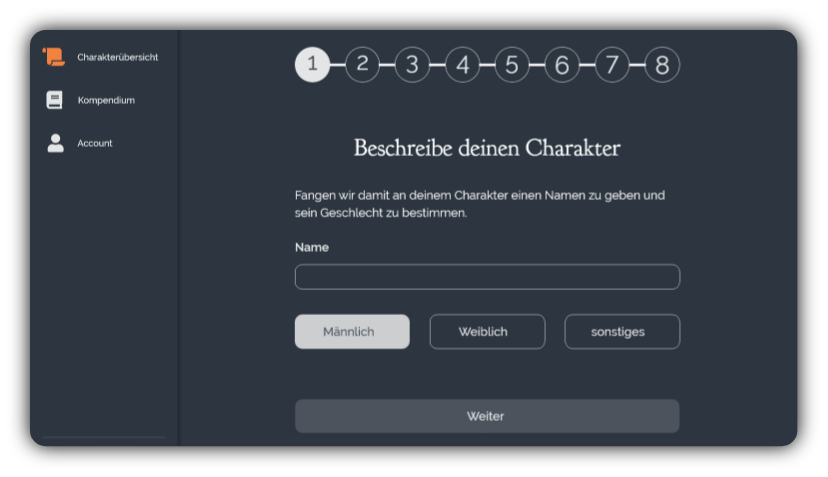 Charakterübersicht
Kompendium
Account
1 2 3 4 5 6 7 8
Beschreibe deinen Charakter
Fangen wir damit an deinem Charakter einen Namen zu geben und
sein Geschlecht zu bestimmen.
Name
Männlich Weiblich sonstiges
Weiter